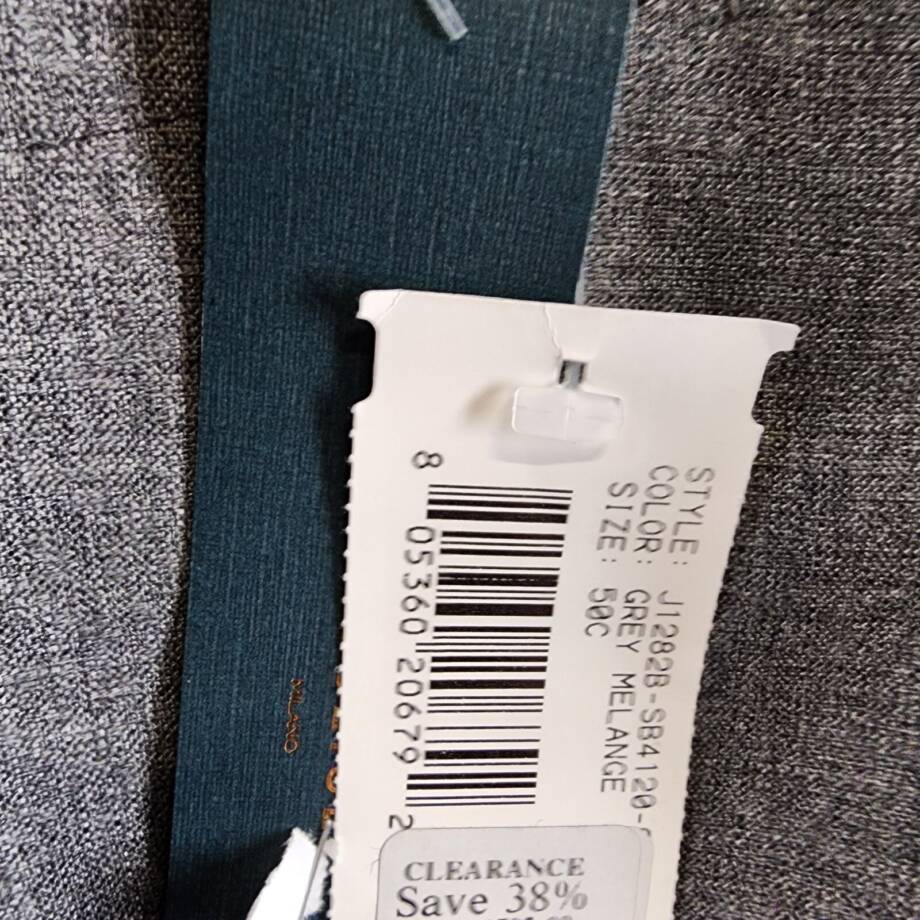 STYLE: J1282B-SB4120-
COLOR: GREY MELANGE
SIZE: 50C
8 05360 20679 2
MILANO
CLEARANCE
Save 38%